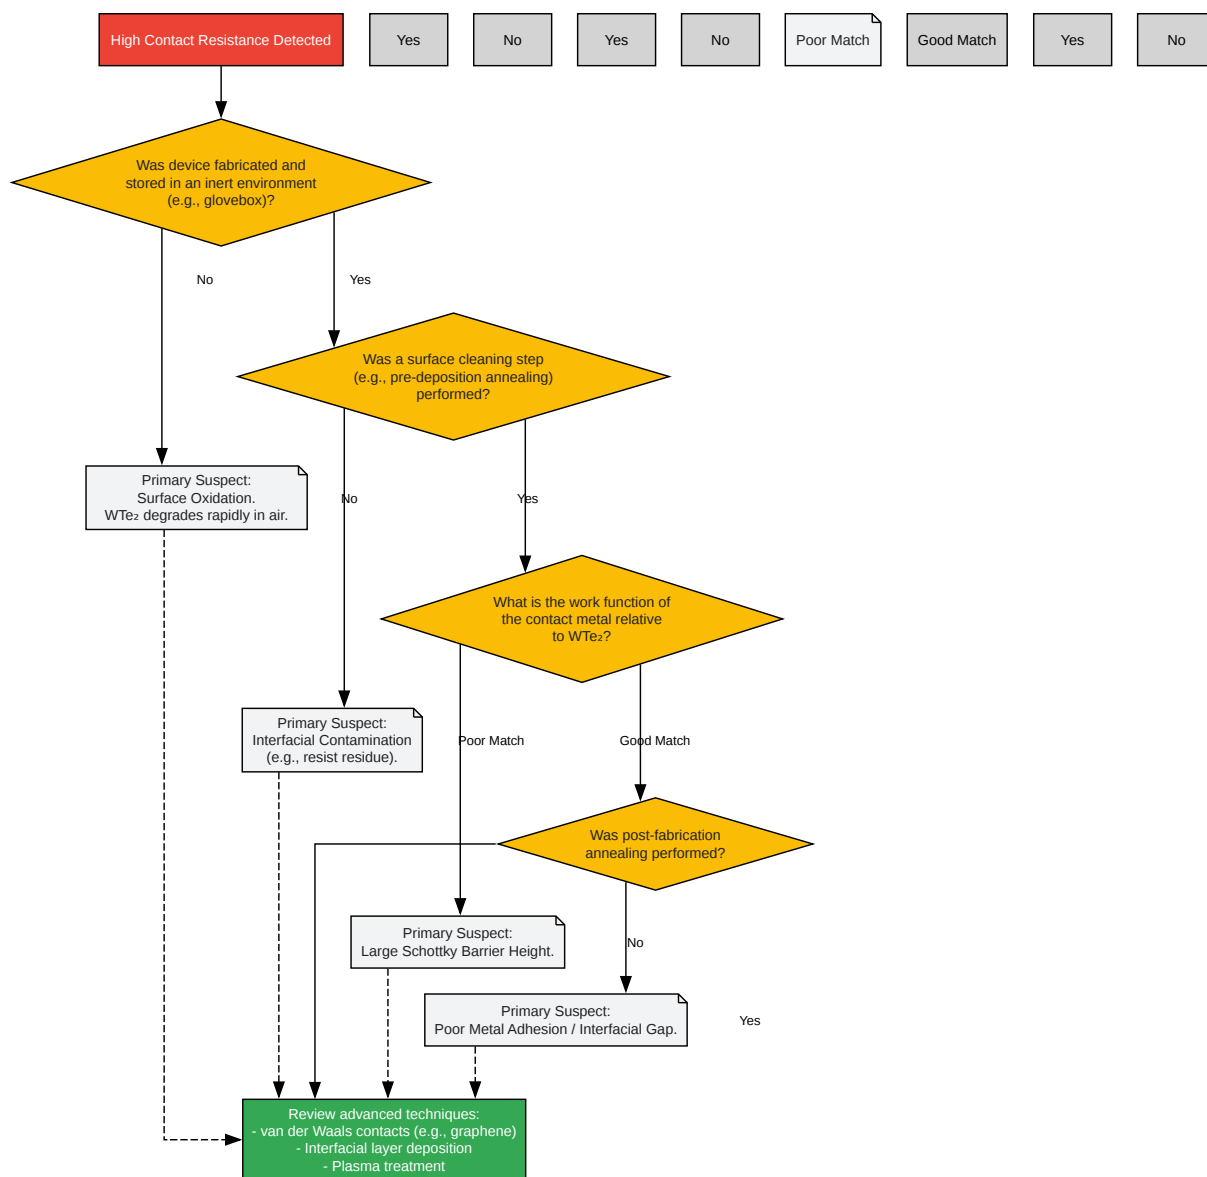 High Contact Resistance Detected
Yes
No
Yes
No
Poor Match
Good Match
Yes
No
Was device fabricated and
stored in an inert environment
(e.g., glovebox)?
No
Yes
Was a surface cleaning step
(e.g., pre-deposition annealing)
performed?
Primary Suspect:
Surface Oxidation.
WTe₂ degrades rapidly in air.
No
Yes
What is the work function of
the contact metal relative
to WTe₂?
Primary Suspect:
Interfacial Contamination
(e.g., resist residue).
Poor Match
Good Match
Was post-fabrication
annealing performed?
Primary Suspect:
Large Schottky Barrier Height.
No
Primary Suspect:
Poor Metal Adhesion / Interfacial Gap.
Yes
Review advanced techniques:
- van der Waals contacts (e.g., graphene)
- Interfacial layer deposition
- Plasma treatment